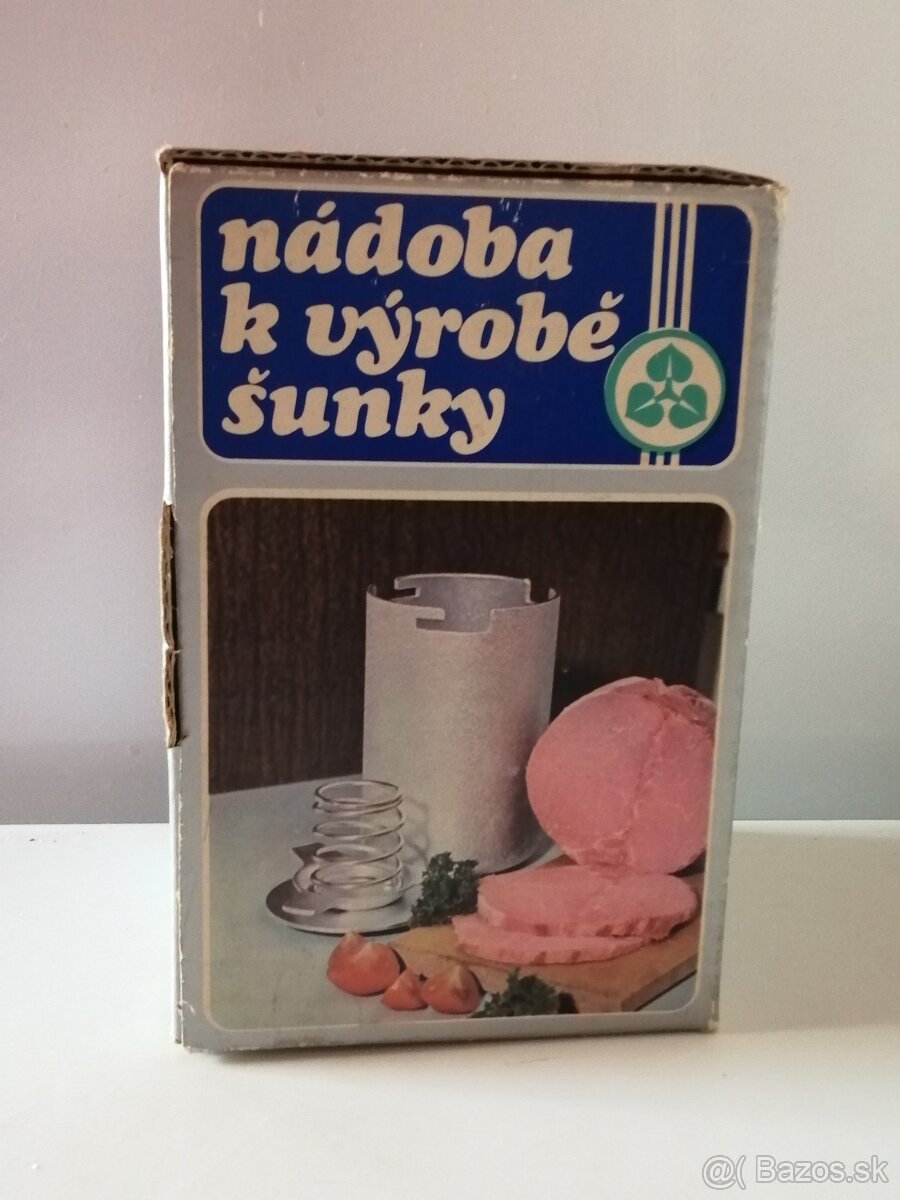 nádoba
k výrobě
šunky
@( Bazos.sk